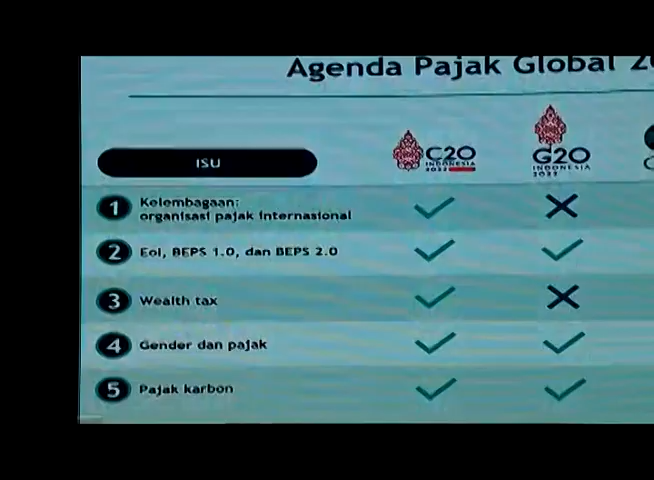 Agenda Pajak Global
ISU
C20
INDONESIA
2022
G20
INDONESIA
2022
1
Kelembagaan:
organisasi pajak internasional
2
EoI, BEPS 1.0, dan BEPS 2.0
3
Wealth tax
4
Gender dan pajak
5
Pajak karbon